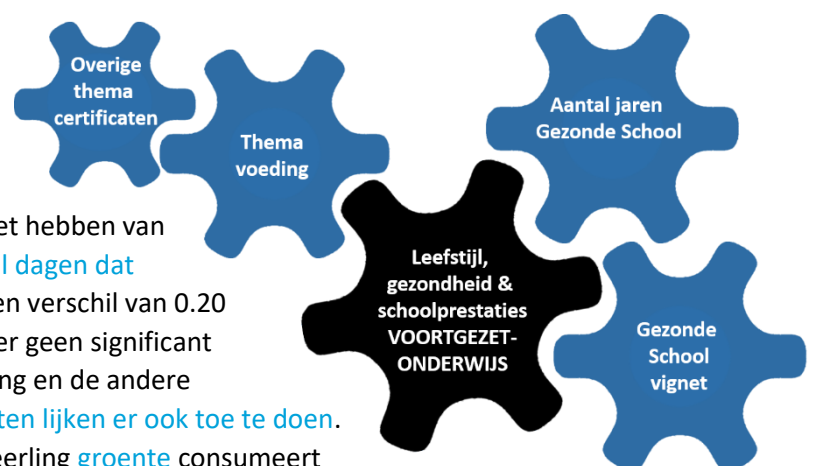 Overige
thema
certificaten
Thema
voeding
Aantal jaren
Gezonde School
Leefstijl,
gezondheid &
schoolprestaties
VOORTGEZET-
ONDERWIJS
Gezonde
School
vignet
et hebben van
l dagen dat
en verschil van 0.20
er geen significant
ng en de andere
ten lijken er ook toe te doen.
eerling groente consumeert